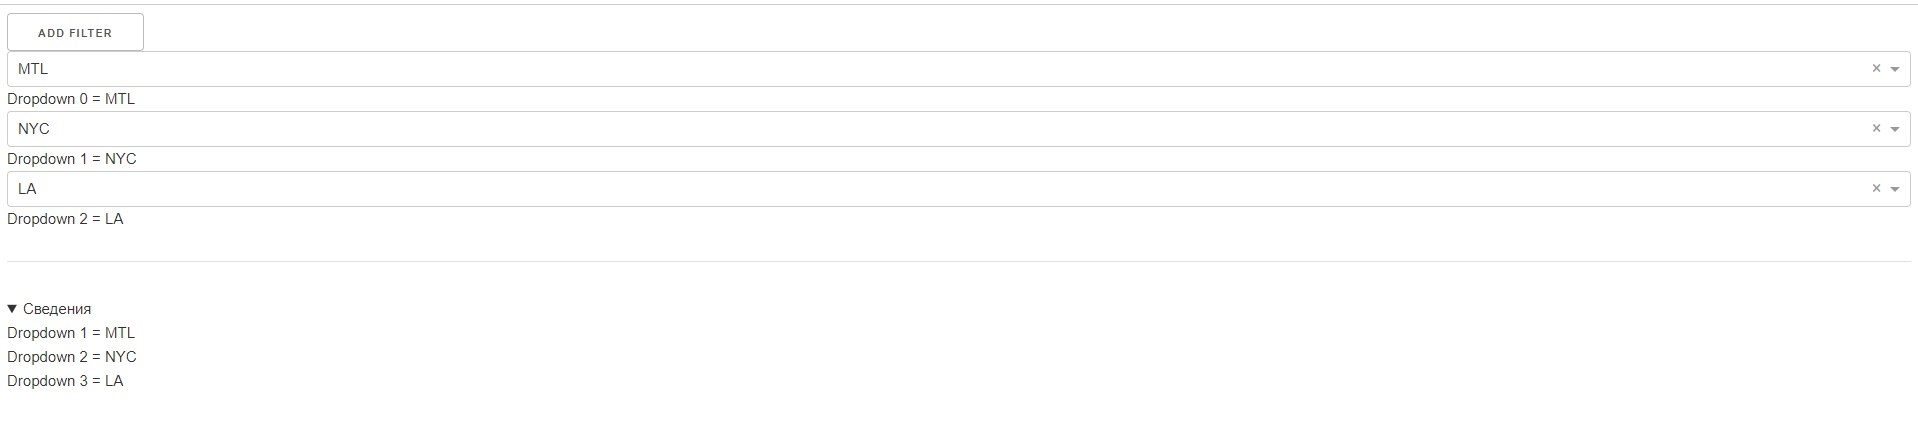 ADD FILTER
MTL
Dropdown 0 = MTL
NYC
Dropdown 1 = NYC
LA
Dropdown 2 = LA
Сведения
Dropdown 1 = MTL
Dropdown 2 = NYC
Dropdown 3 = LA